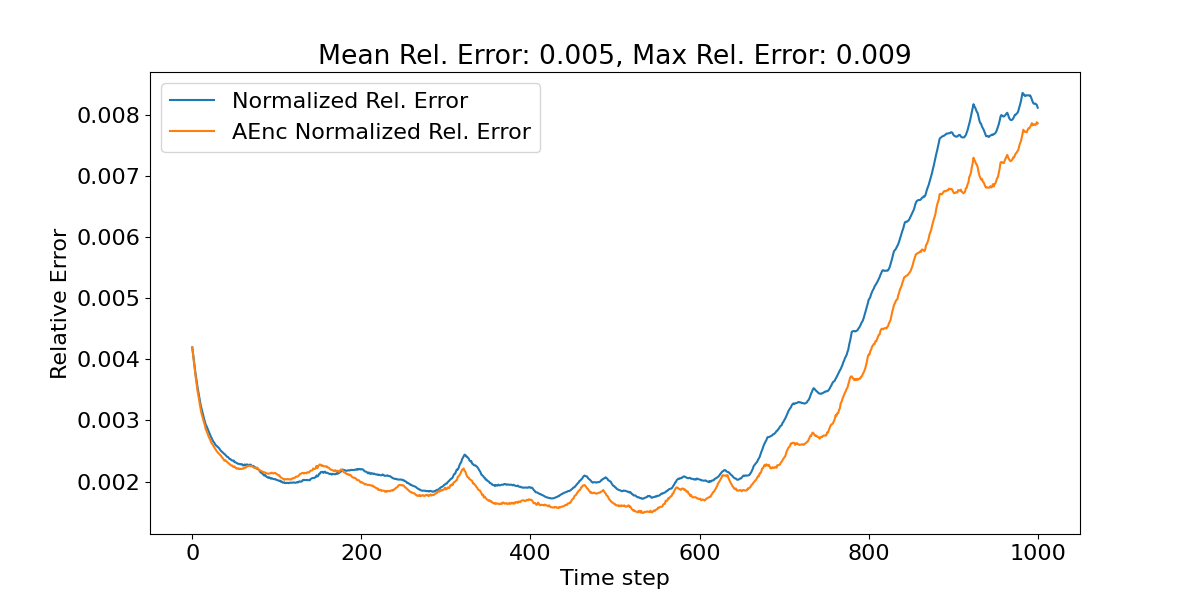 Mean Rel. Error: 0.005, Max Rel. Error: 0.009
Normalized Rel. Error
AEnc Normalized Rel. Error
Relative Error
0.008
0.007
0.006
0.005
0.004
0.003
0.002
0 200 400 600 800 1000
Time step